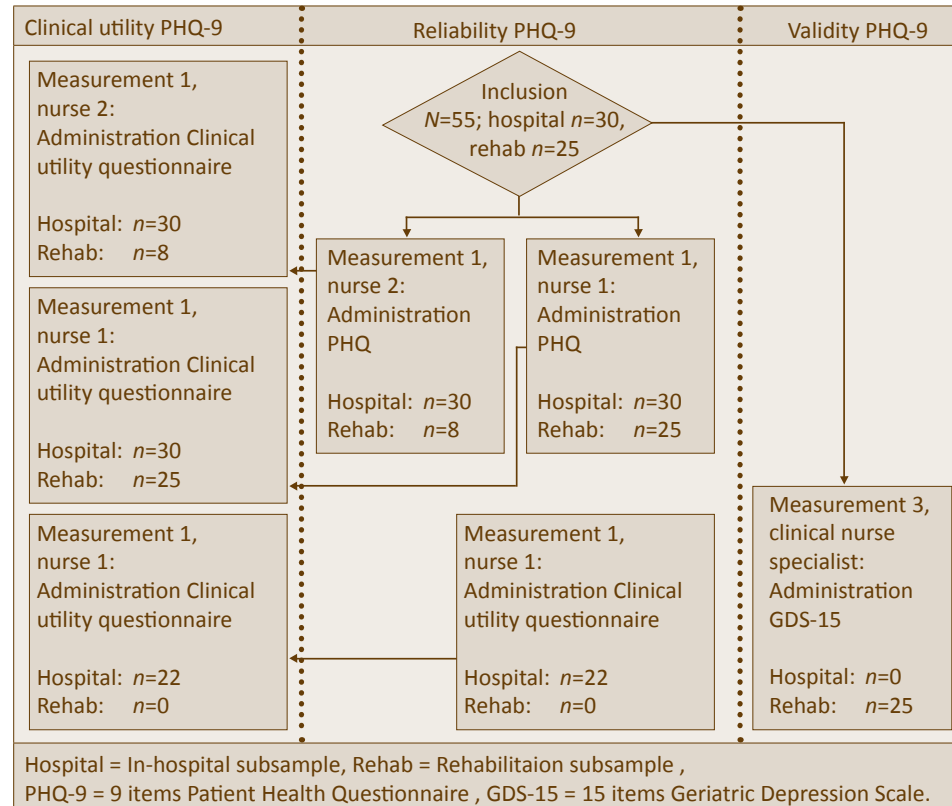 Clinical utility PHQ-9
Reliability PHQ-9
Validity PHQ-9
Measurement 1,
nurse 2:
Administration Clinical
utility questionnaire
Hospital: n=30
Rehab: n=8
Measurement 1,
nurse 1:
Administration Clinical
utility questionnaire
Hospital: n=30
Rehab: n=25
Measurement 1,
nurse 1:
Administration Clinical
utility questionnaire
Hospital: n=22
Rehab: n=0
Inclusion
N=55; hospital n=30,
rehab n=25
Measurement 1,
nurse 2:
Administration
PHQ
Hospital: n=30
Rehab: n=8
Measurement 1,
nurse 1:
Administration
PHQ
Hospital: n=30
Rehab: n=25
Measurement 1,
nurse 1:
Administration Clinical
utility questionnaire
Hospital: n=22
Rehab: n=0
Measurement 3,
clinical nurse
specialist:
Administration
GDS-15
Hospital: n=0
Rehab: n=25
Hospital = In-hospital subsample, Rehab = Rehabilitaion subsample ,
PHQ-9 = 9 items Patient Health Questionnaire , GDS-15 = 15 items Geriatric Depression Scale.